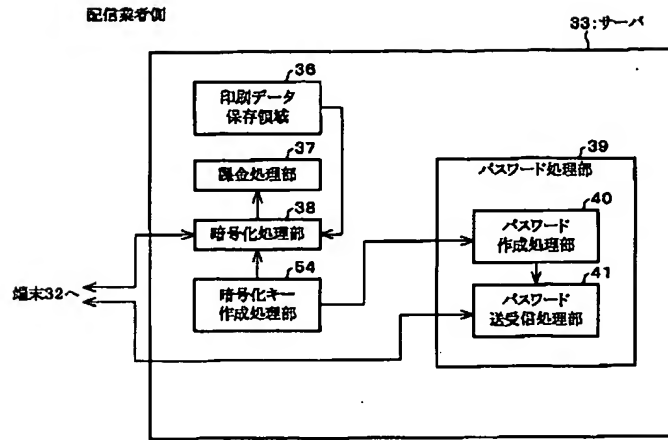 配信業者側
33:サーバ
36
印刷データ
保存領域
37
課金処理部
38
暗号化処理部
54
暗号化キー
作成処理部
端末32へ
39
パスワード処理部
40
パスワード
作成処理部
41
パスワード
送受信処理部